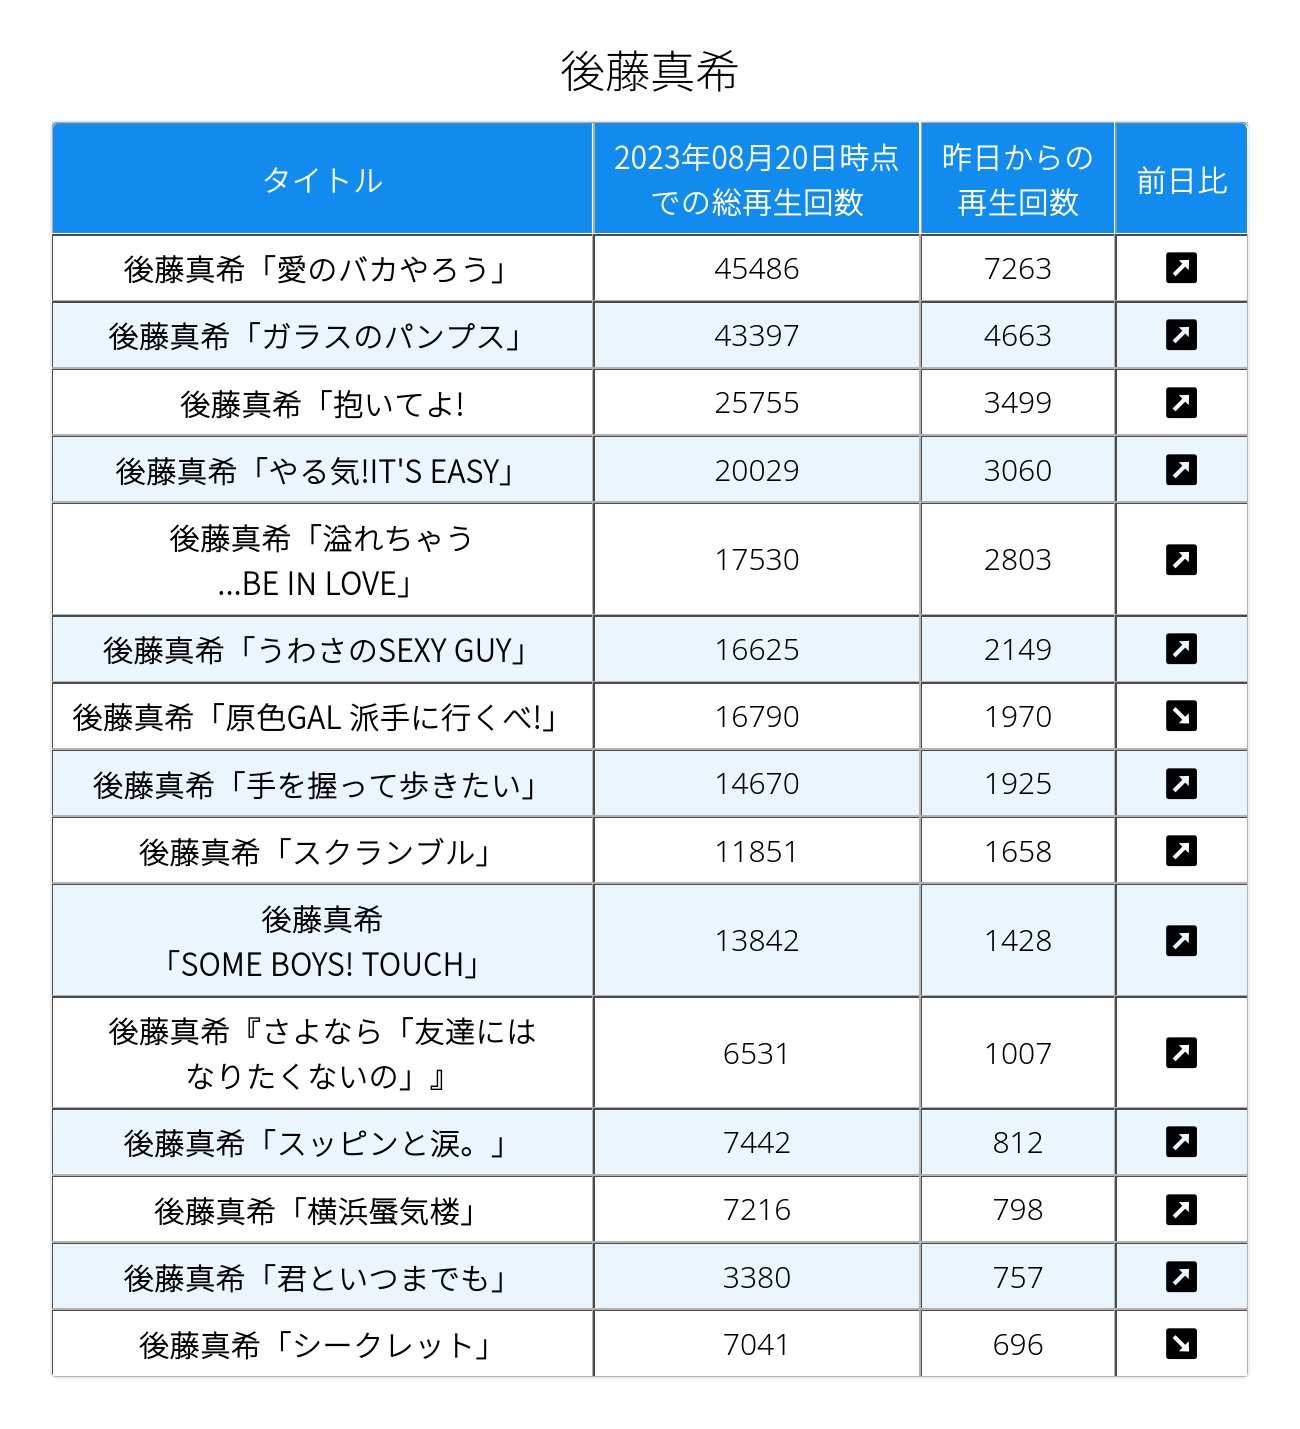 後藤真希
タイトル
2023年08月20日時点
での総再生回数
昨日からの
再生回数
前日比
後藤真希「愛のバカやろう」 45486 7263
後藤真希「ガラスのパンプス」 43397 4663
後藤真希「抱いてよ! 25755 3499
後藤真希「やる気!IT'S EASY」 20029 3060
後藤真希「溢れちゃう
...BE IN LOVE」 17530 2803
後藤真希「うわさのSEXY GUY」 16625 2149
後藤真希「原色GAL 派手に行くべ!」 16790 1970
後藤真希「手を握って歩きたい」 14670 1925
後藤真希「スクランブル」 11851 1658
後藤真希
「SOME BOYS! TOUCH」 13842 1428
後藤真希『さよなら「友達には
なりたくないの」』 6531 1007
後藤真希「スッピンと涙。」 7442 812
後藤真希「横浜蜃気楼」 7216 798
後藤真希「君といつまでも」 3380 757
後藤真希「シークレット」 7041 696